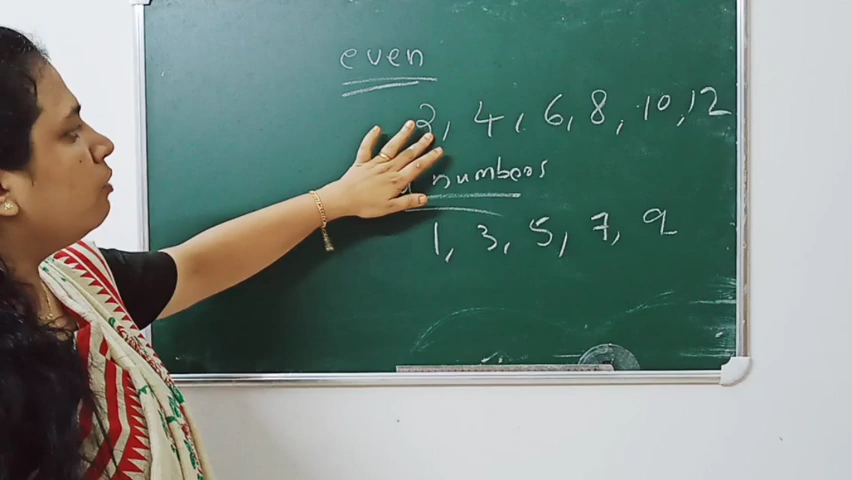 even
2, 4, 6, 8, 10, 12
numbers
1, 3, 5, 7, 9